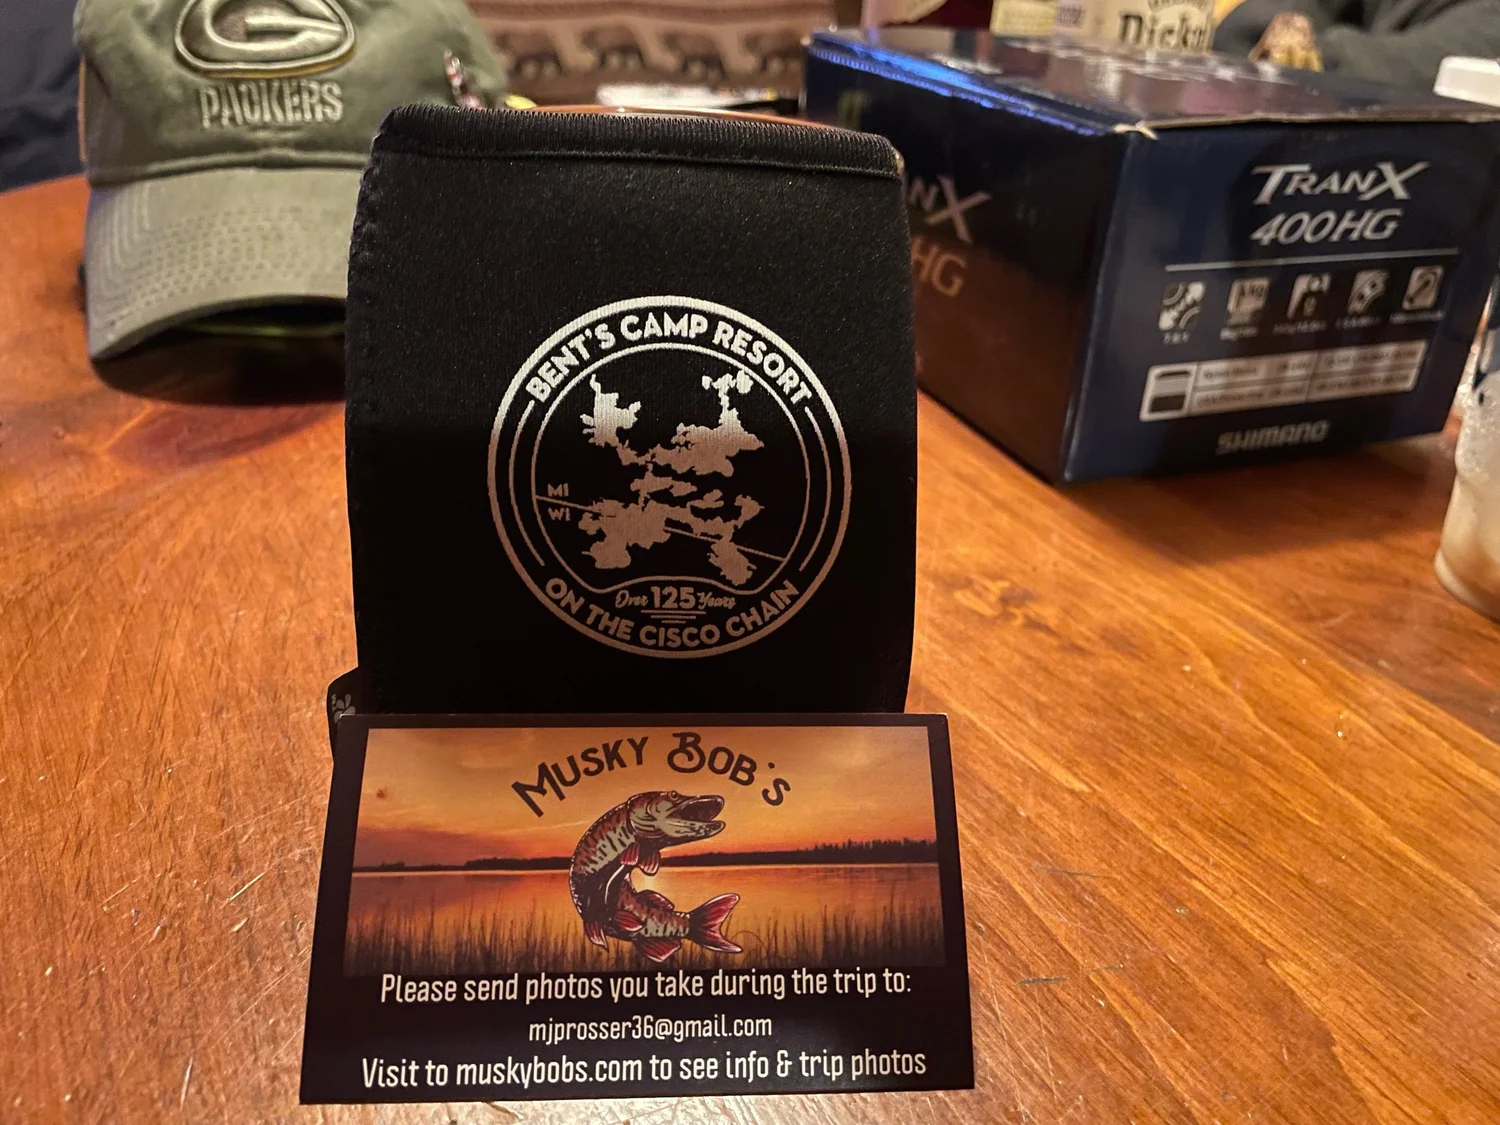 G
PACKERS
Dickel
TRANX
400HG
SHIMANO
BENT'S CAMP RESORT
MI
WI
Over 125 Years
ON THE CISCO CHAIN
MUSKY BOB'S
Please send photos you take during the trip to:
mjprosser36@gmail.com
Visit to muskybobs.com to see info & trip photos